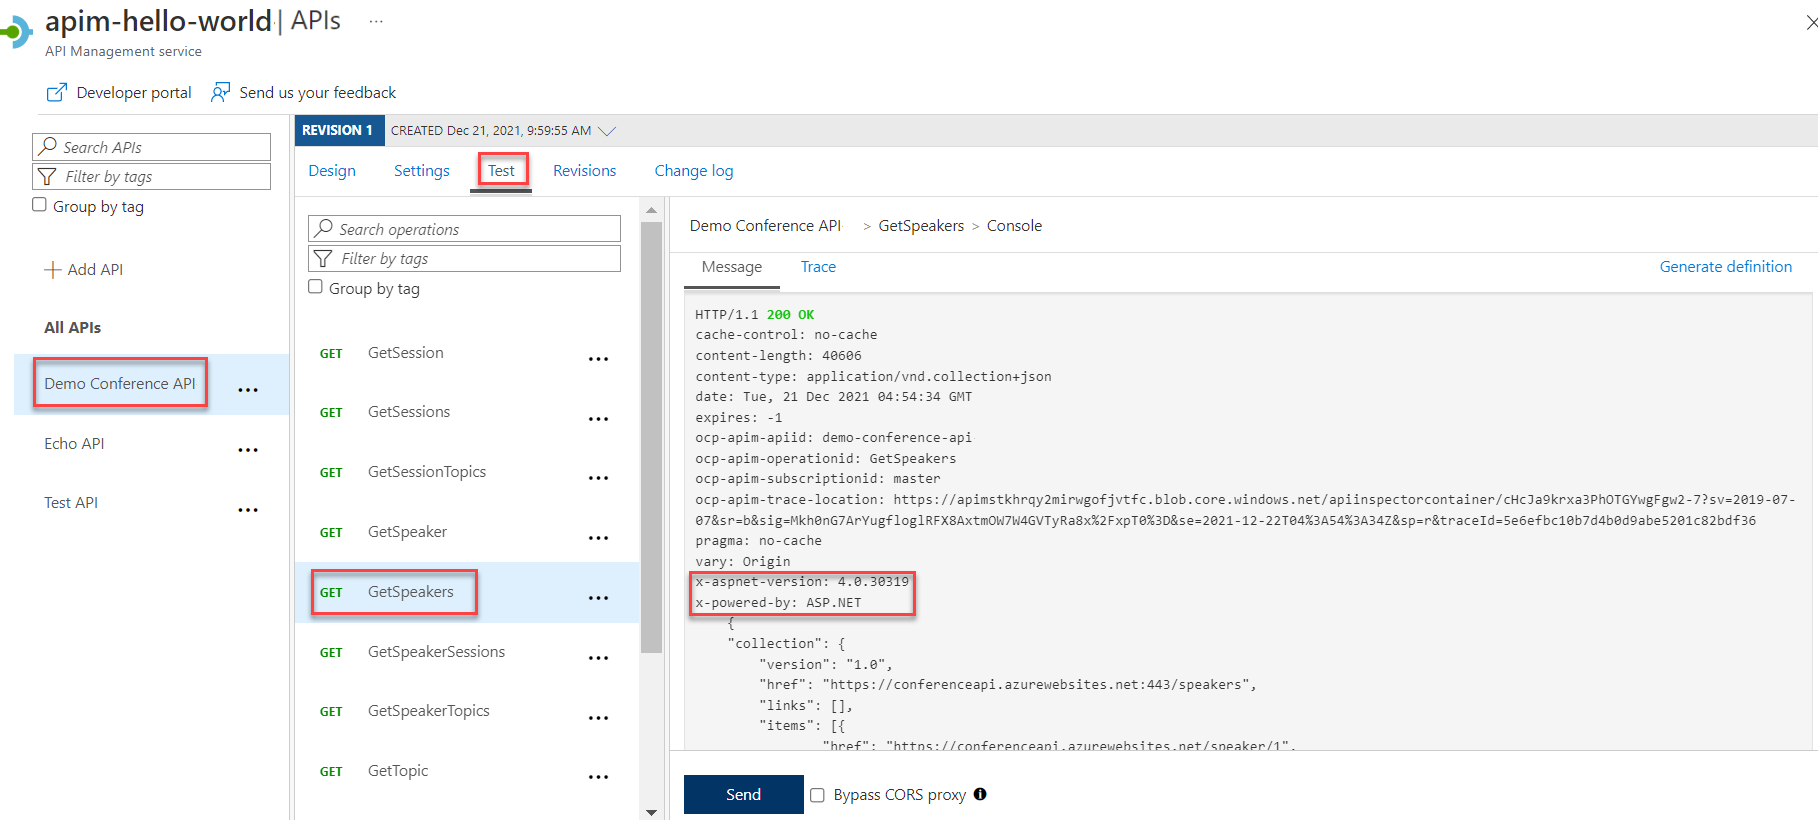 apim-hello-world | APIs ...
API Management service
Developer portal
Send us your feedback
Search APIs
Filter by tags
Group by tag
Add API
All APIs
Demo Conference API ...
Echo API ...
Test API ...
REVISION 1 CREATED Dec 21, 2021, 9:59:55 AM
Design Settings Test Revisions Change log
Search operations
Filter by tags
Group by tag
GET GetSession ...
GET GetSessions ...
GET GetSessionTopics ...
GET GetSpeaker ...
GET GetSpeakers ...
GET GetSpeakerSessions ...
GET GetSpeakerTopics ...
GET GetTopic ...
Demo Conference API > GetSpeakers > Console
Message Trace Generate definition
HTTP/1.1 200 OK
cache-control: no-cache
content-length: 40606
content-type: application/vnd.collection+json
date: Tue, 21 Dec 2021 04:54:34 GMT
expires: -1
ocp-apim-apiid: demo-conference-api
ocp-apim-operationid: GetSpeakers
ocp-apim-subscriptionid: master
ocp-apim-trace-location: https://apimstkhrqy2mirwgofjvtfc.blob.core.windows.net/apiinspectorcontainer/cHcJa9krxa3PhOTGYwgFgw2-7?sv=2019-07-
07&sr=b&sig=Mkh0nG7ArYugfloglRFX8AxtmOW7W4GVTyRa8x%2FxpT0%3D&se=2021-12-22T04%3A54%3A34Z&sp=r&traceId=5e6efbc10b7d4b0d9abe5201c82bdf36
pragma: no-cache
vary: Origin
x-aspnet-version: 4.0.30319
x-powered-by: ASP.NET
{
"collection": {
"version": "1.0",
"href": "https://conferenceapi.azurewebsites.net:443/speakers",
"links": [],
"items": [{
"href": "https://conferenceapi.azurewebsites.net/speaker/1",
Send
Bypass CORS proxy